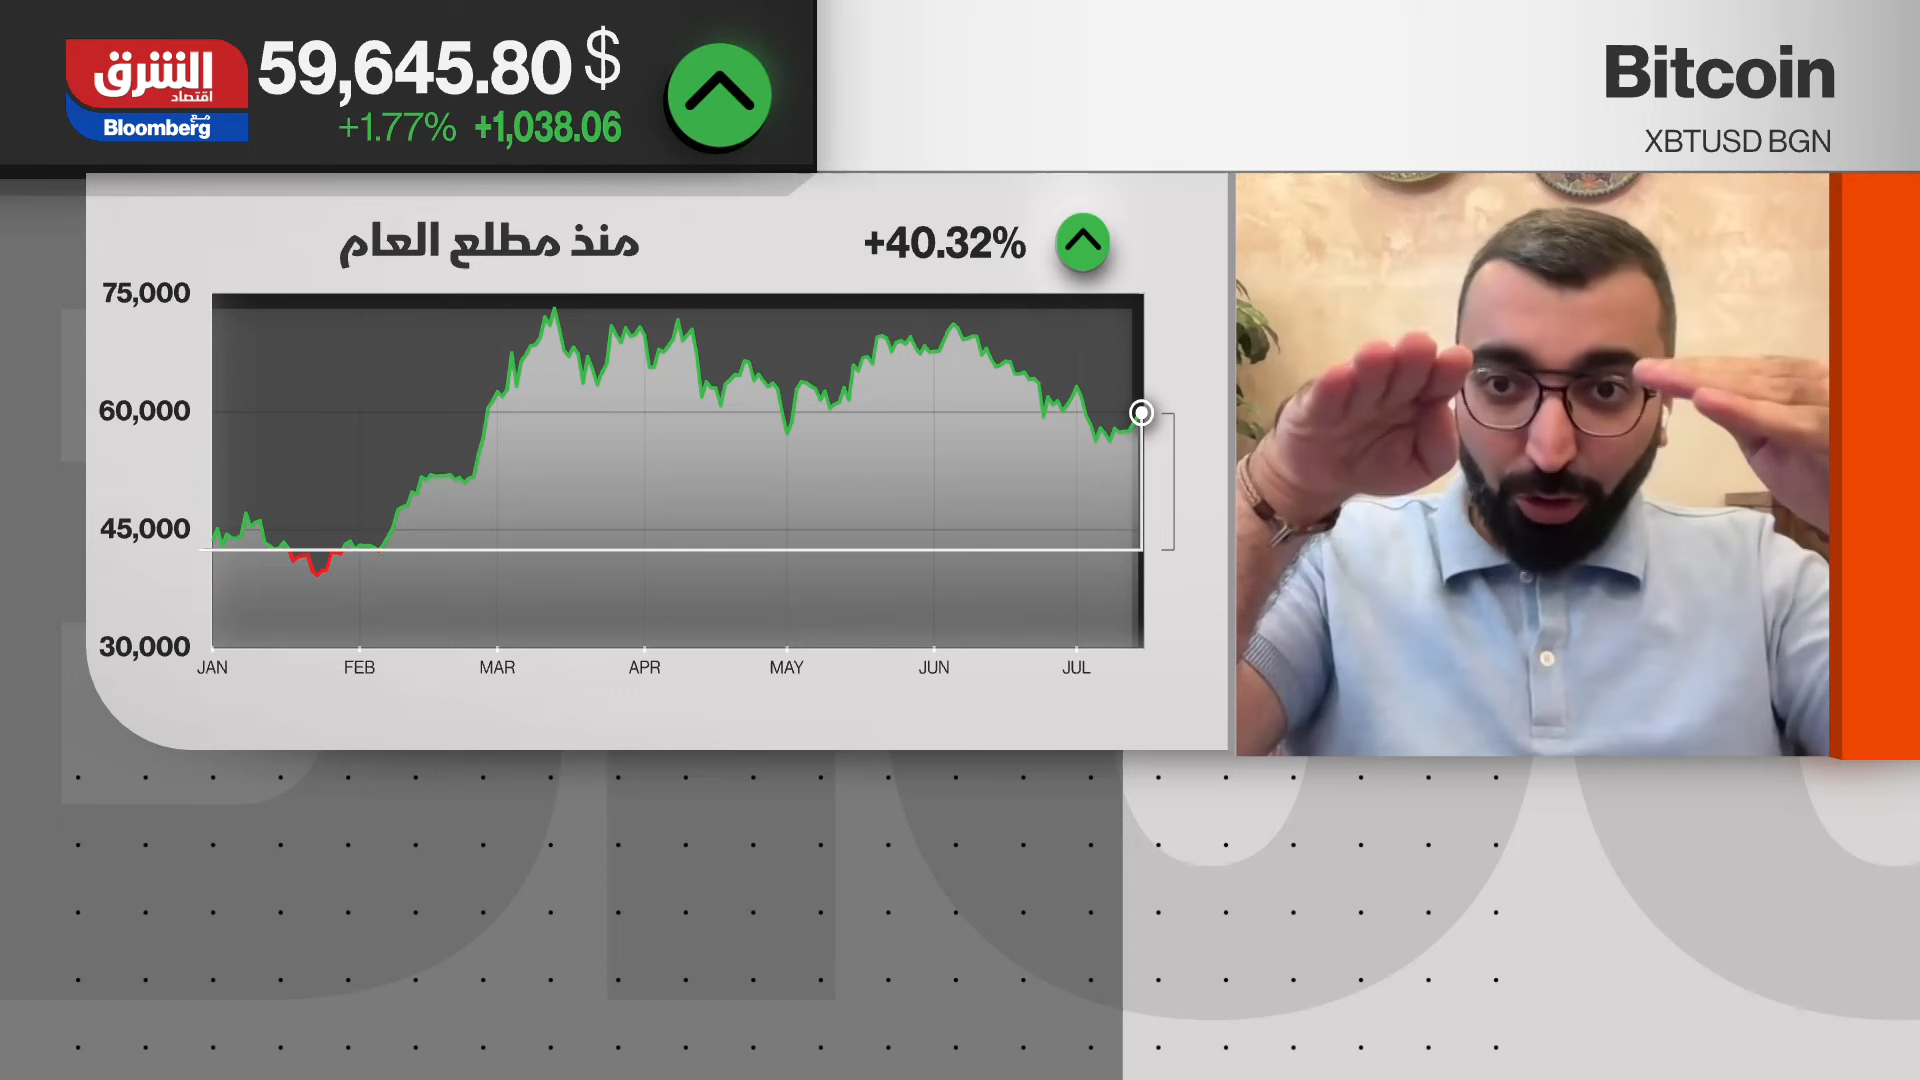 الشرق
اقتصاد
مع
Bloomberg
59,645.80 $
+1.77% +1,038.06
Bitcoin
XBTUSD BGN
منذ مطلع العام
+40.32%
75,000
60,000
45,000
30,000
JAN FEB MAR APR MAY JUN JUL